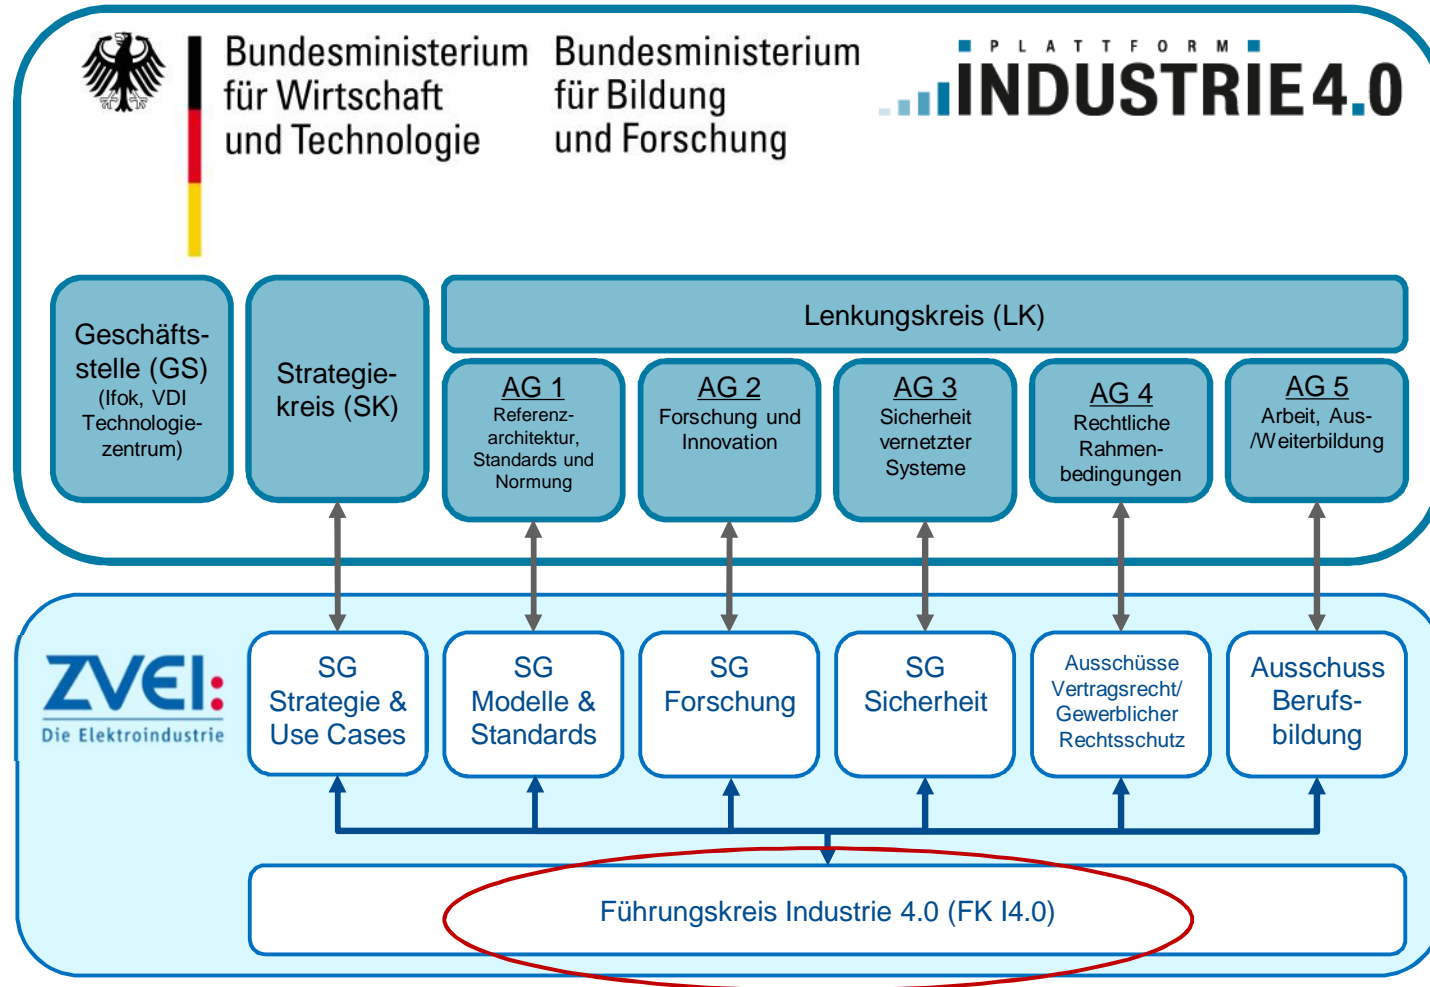 Bundesministerium
für Wirtschaft
und Technologie
Bundesministerium
für Bildung
und Forschung
PLATTFORM
INDUSTRIE4.0
Geschäfts-
stelle (GS)
(Ifok, VDI
Technologie-
zentrum)
Strategie-
kreis (SK)
Lenkungskreis (LK)
AG 1
Referenz-
architektur,
Standards und
Normung
AG 2
Forschung und
Innovation
AG 3
Sicherheit
vernetzter
Systeme
AG 4
Rechtliche
Rahmen-
bedingungen
AG 5
Arbeit, Aus-
/Weiterbildung
ZVEI:
Die Elektroindustrie
SG
Strategie &
Use Cases
SG
Modelle &
Standards
SG
Forschung
SG
Sicherheit
Ausschüsse
Vertragsrecht/
Gewerblicher
Rechtsschutz
Ausschuss
Berufs-
bildung
Führungskreis Industrie 4.0 (FK I4.0)